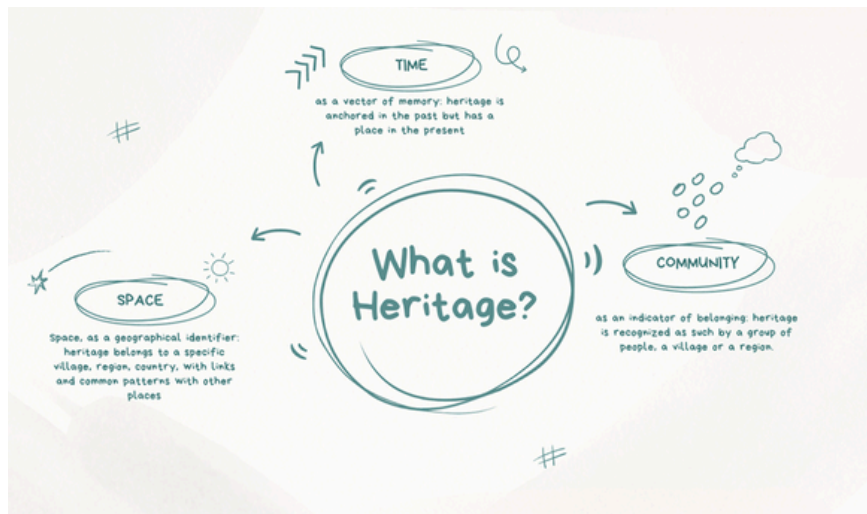 TIME
as a vector of memory: heritage is
anchored in the past but has a
place in the present
What is
Heritage?
COMMUNITY
as an indicator of belonging: heritage
is recognized as such by a group of
people, a village or a region.
SPACE
Space, as a geographical identifier:
heritage belongs to a specific
village, region, country, with links
and common patterns with other
places